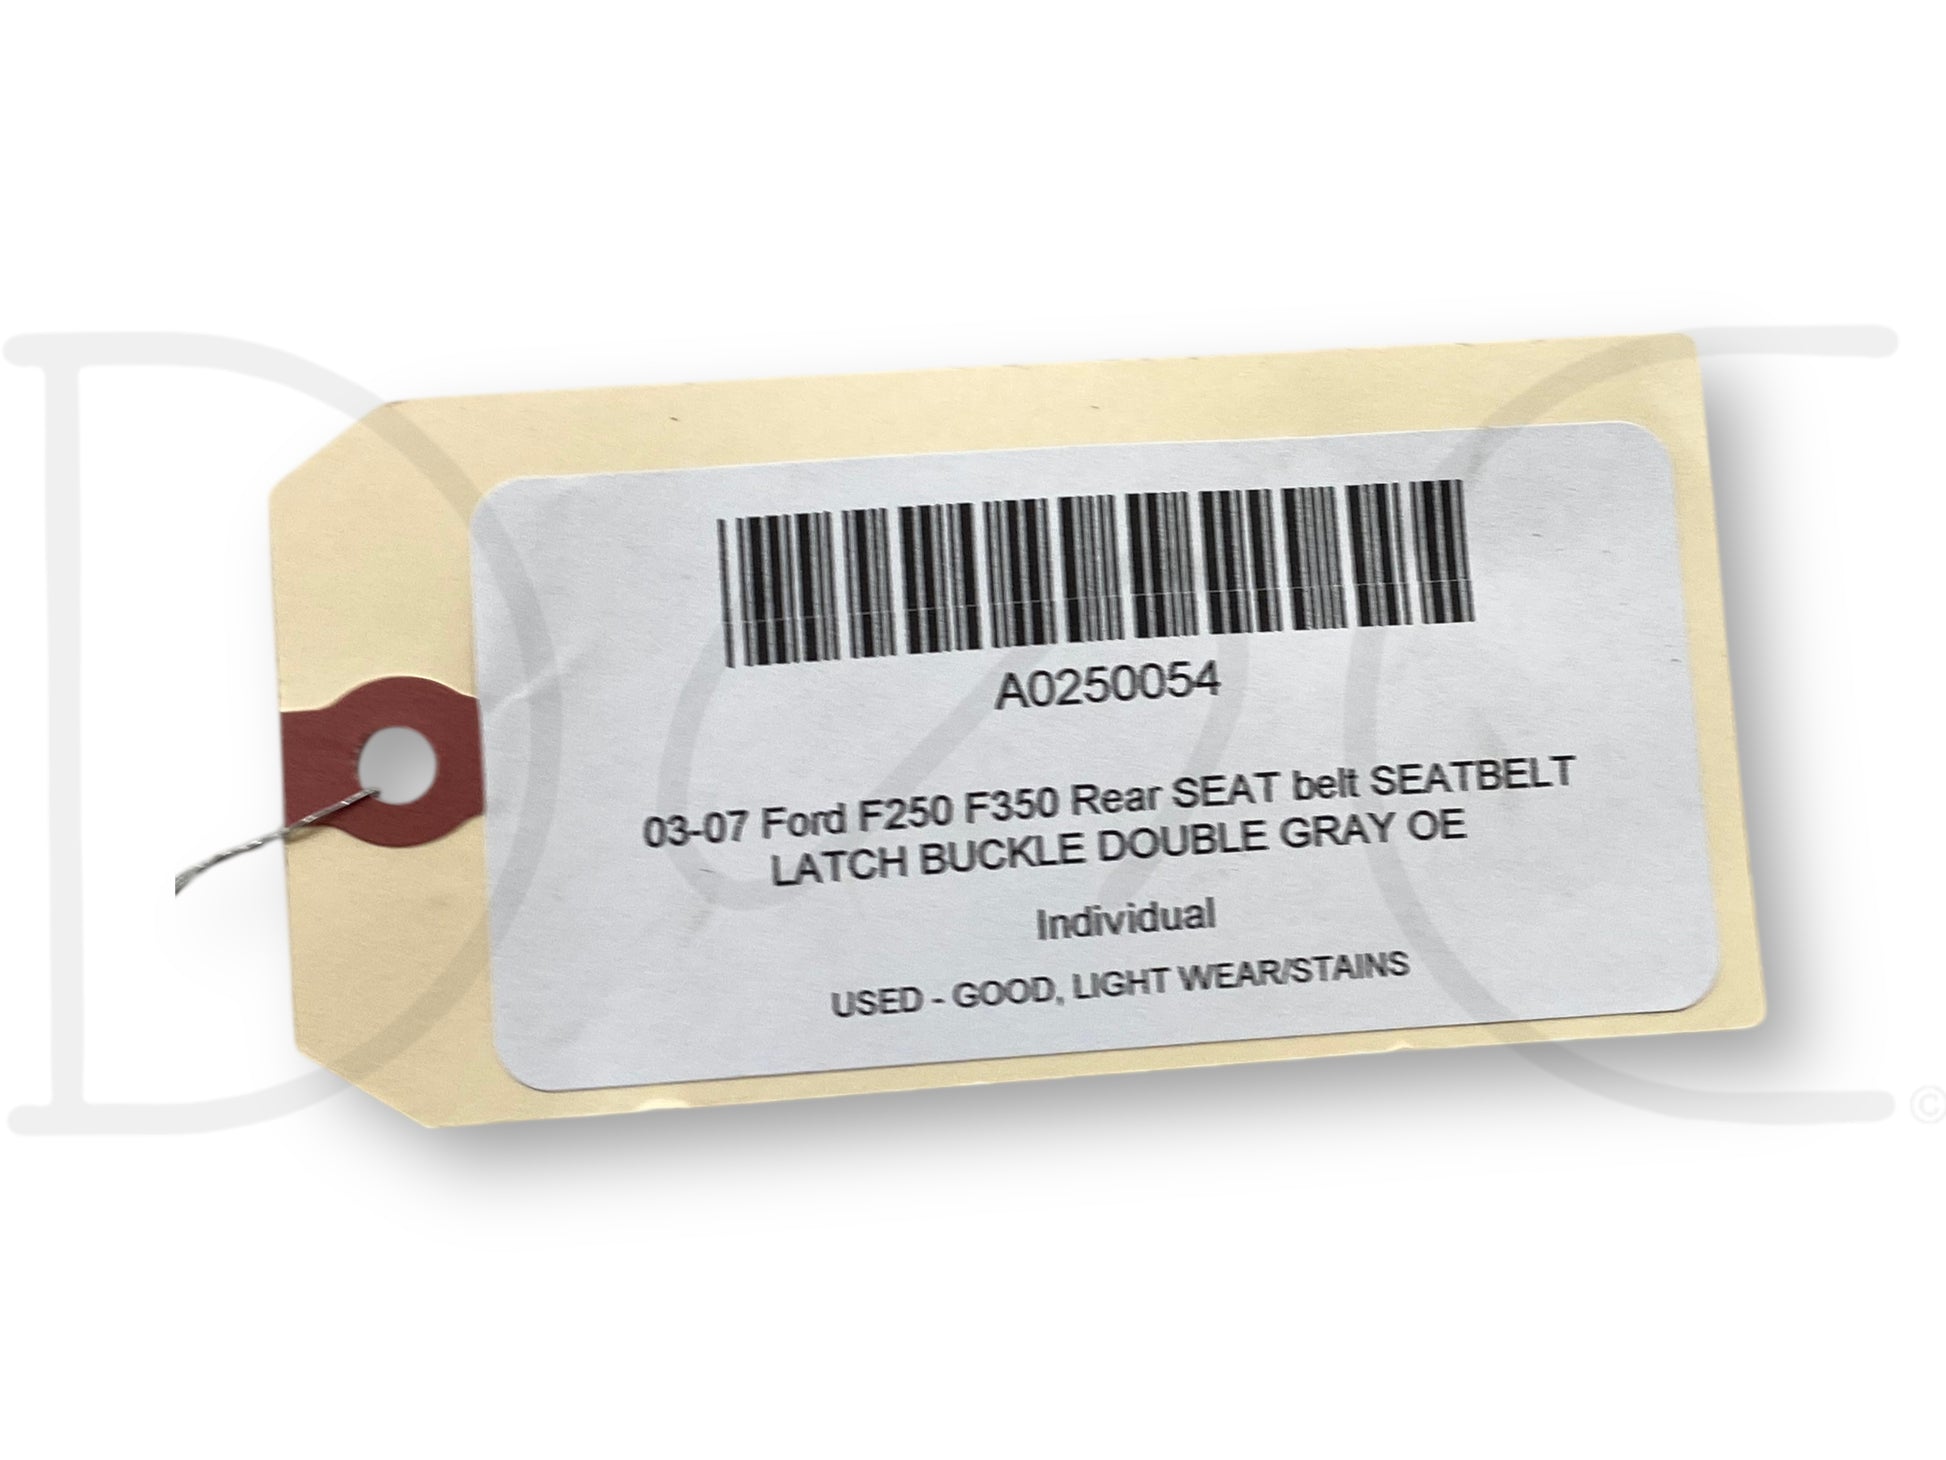 A0250054
03-07 Ford F250 F350 Rear SEAT belt SEATBELT
LATCH BUCKLE DOUBLE GRAY OE
Individual
USED - GOOD, LIGHT WEAR/STAINS
©